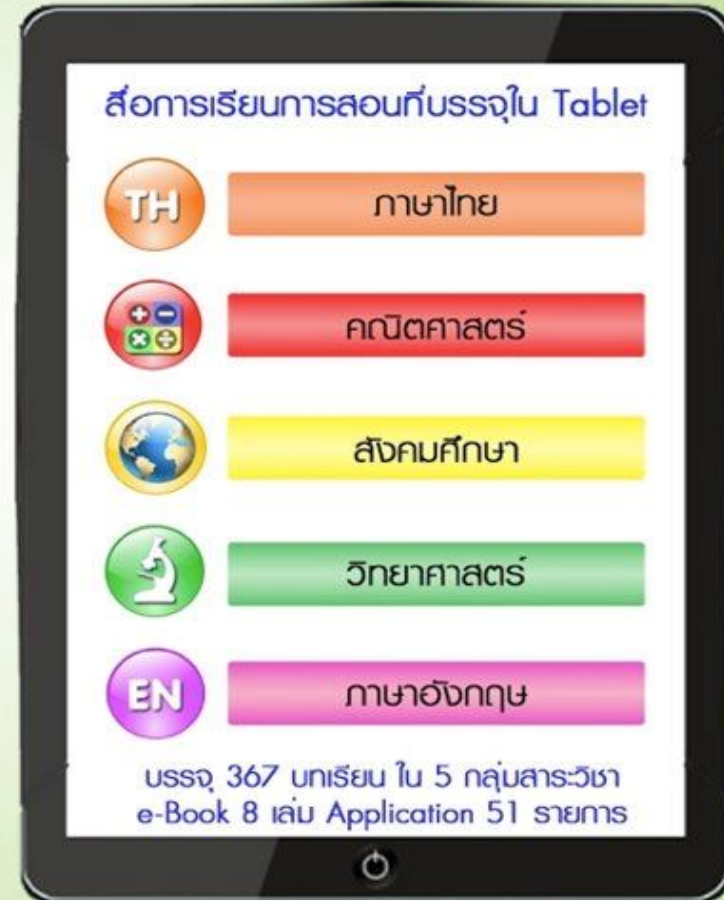 สื่อการเรียนการสอนที่บรรจุใน Tablet
TH
ภาษาไทย
คณิตศาสตร์
สังคมศึกษา
วิทยาศาสตร์
EN
ภาษาอังกฤษ
บรรจุ 367 บทเรียน ใน 5 กลุ่มสาระวิชา
e-Book 8 เล่ม Application 51 รายการ